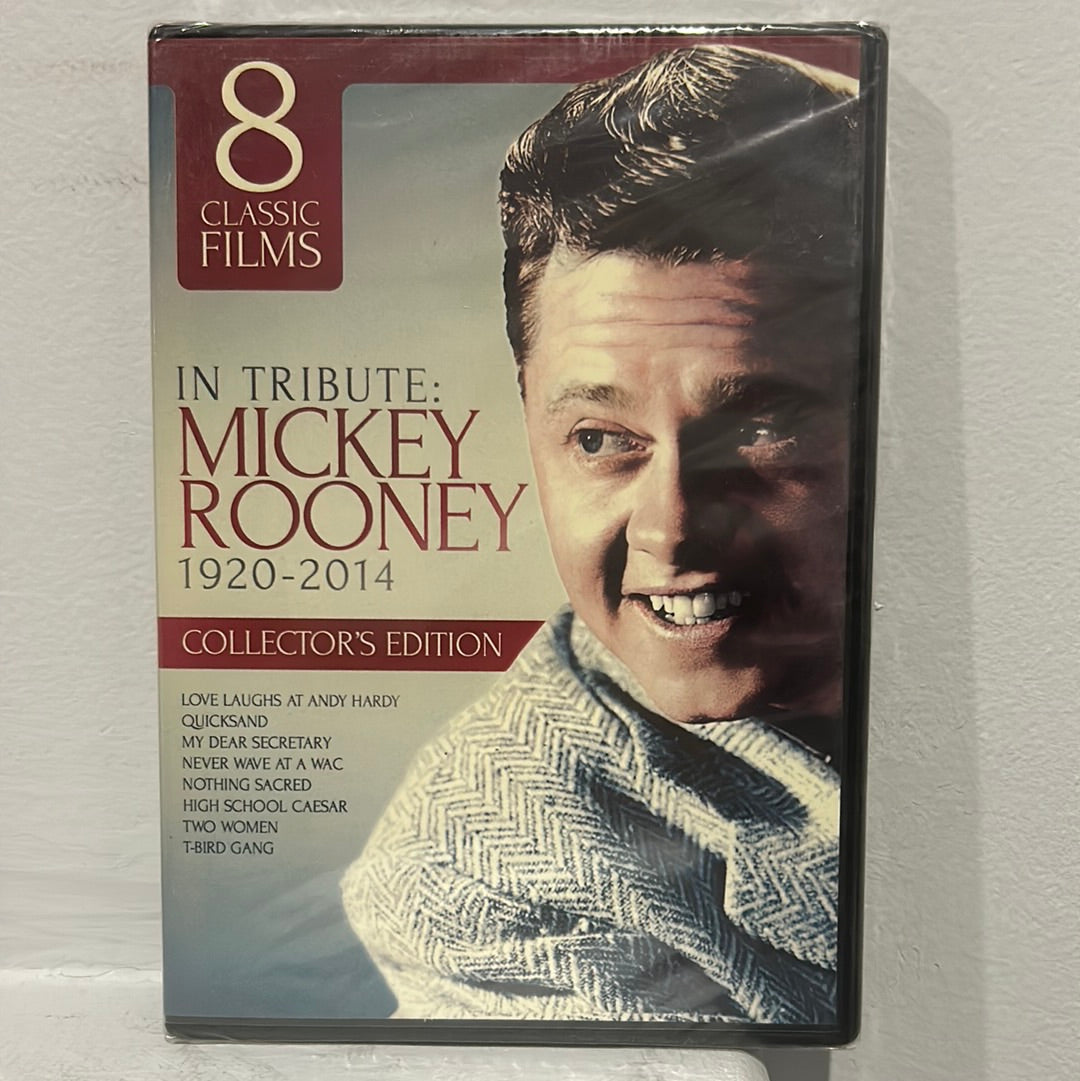 8
CLASSIC
FILMS
IN TRIBUTE:
MICKEY
ROONEY
1920-2014
COLLECTOR'S EDITION
LOVE LAUGHS AT ANDY HARDY
QUICKSAND
MY DEAR SECRETARY
NEVER WAVE AT A WAC
NOTHING SACRED
HIGH SCHOOL CAESAR
TWO WOMEN
T-BIRD GANG